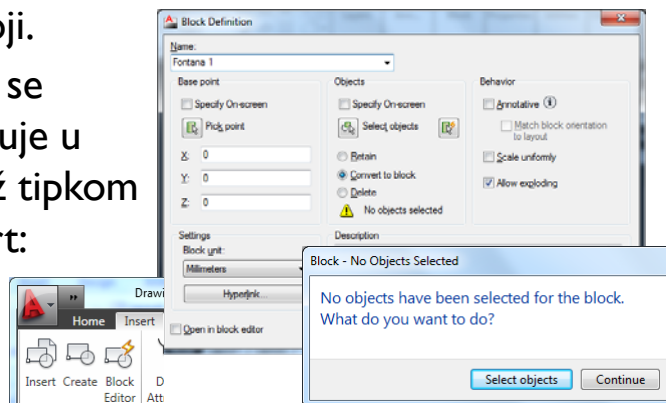 oji.
se
uje u
ž tipkom
rt:
Block Definition
Name:
Fontana 1
Base point
Specify On-screen
Pick point
X: 0
Y: 0
Z: 0
Objects
Specify On-screen
Select objects
Retain
Convert to block
Delete
No objects selected
Behavior
Annotative
Match block orientation
to layout
Scale uniformly
Allow exploding
Settings
Block unit:
Millimeters
Hyperlink...
Description
Open in block editor
Block - No Objects Selected
No objects have been selected for the block.
What do you want to do?
Select objects Continue
Drawi
Home Insert
Insert Create Block D
Editor Att